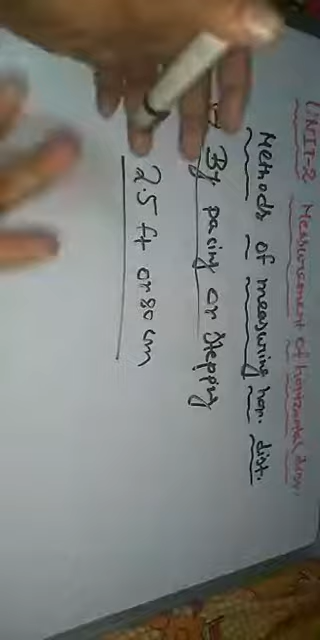 UNIT-2 Measurement of horizontal
Methods of measuring hor. dist.
By pacing or stepping
2.5 ft or 80 cm